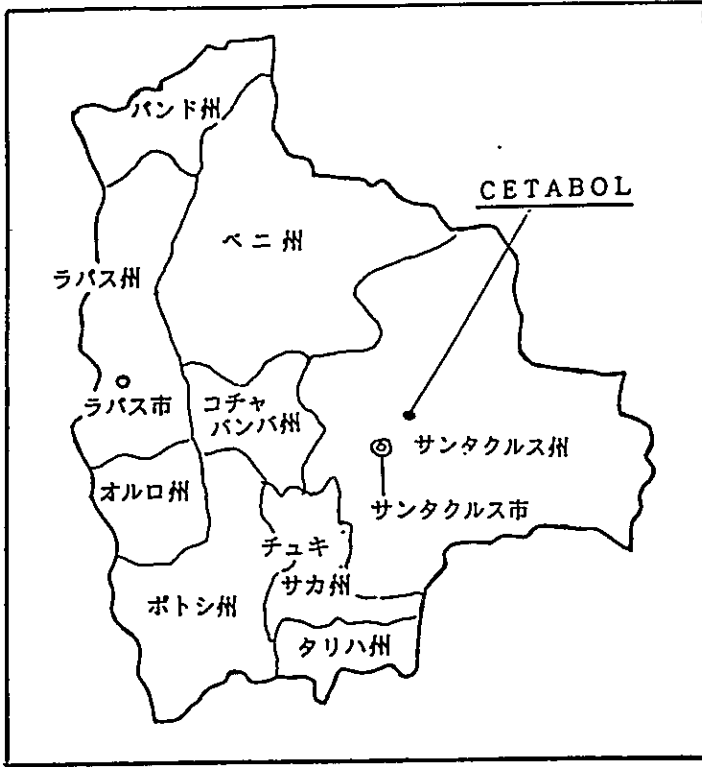 パンド州
CETABOL
ベニ州
ラパス州
ラパス市
コチャ
バンバ州
サンタクルス州
オルロ州
サンタクルス市
チュキ
サカ州
ポトシ州
タリハ州